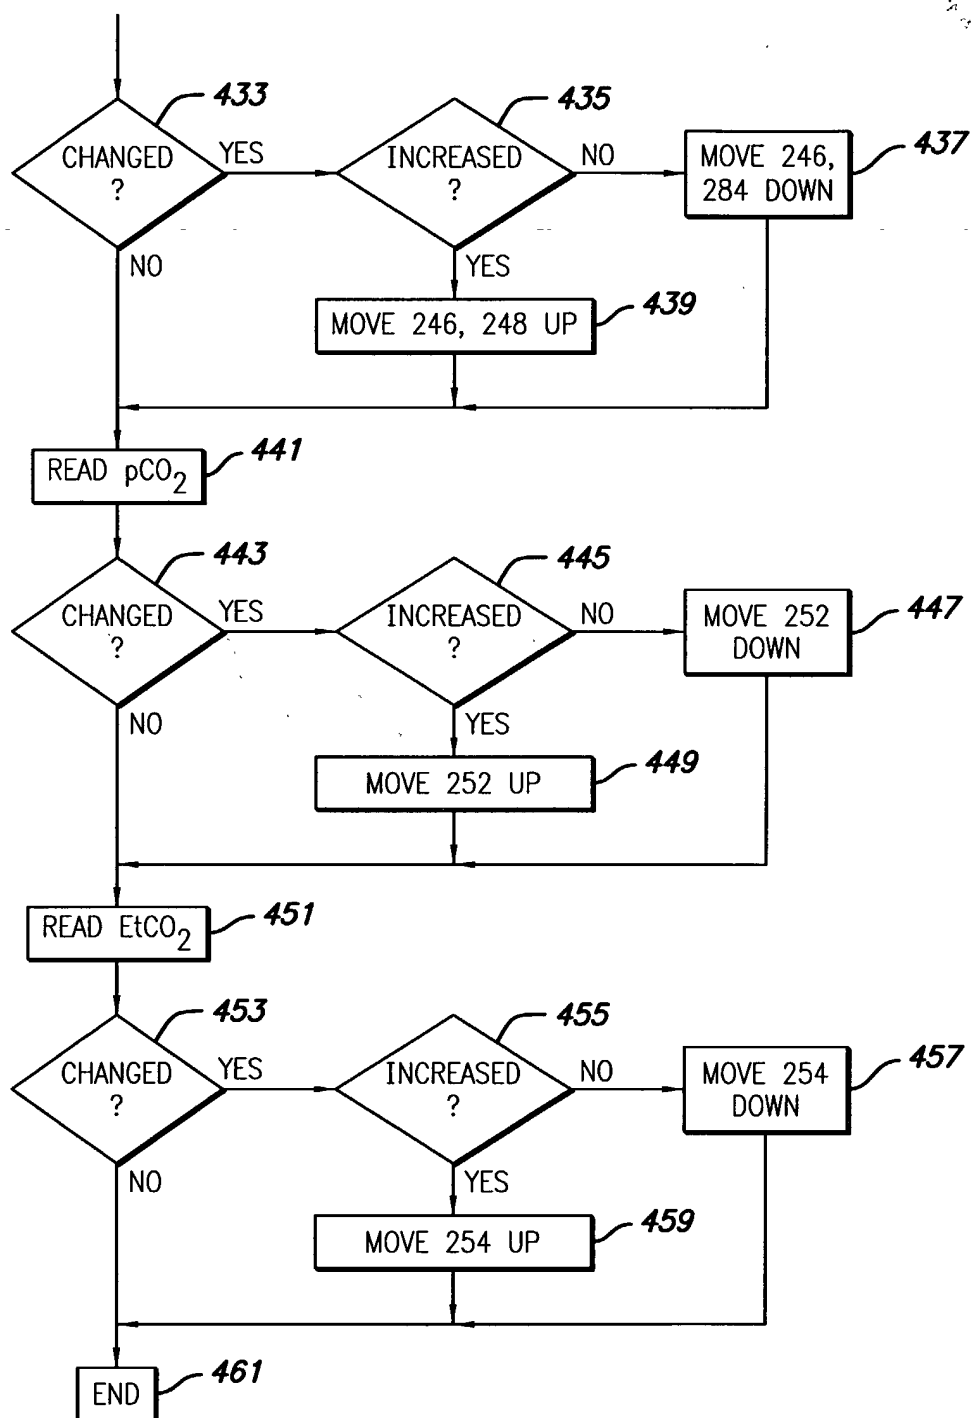 433
CHANGED
?
YES
NO
435
INCREASED
?
NO
YES
437
MOVE 246,
284 DOWN
439
MOVE 246, 248 UP
441
READ pCO2
443
CHANGED
?
YES
NO
445
INCREASED
?
NO
YES
447
MOVE 252
DOWN
449
MOVE 252 UP
451
READ EtCO2
453
CHANGED
?
YES
NO
455
INCREASED
?
NO
YES
457
MOVE 254
DOWN
459
MOVE 254 UP
461
END